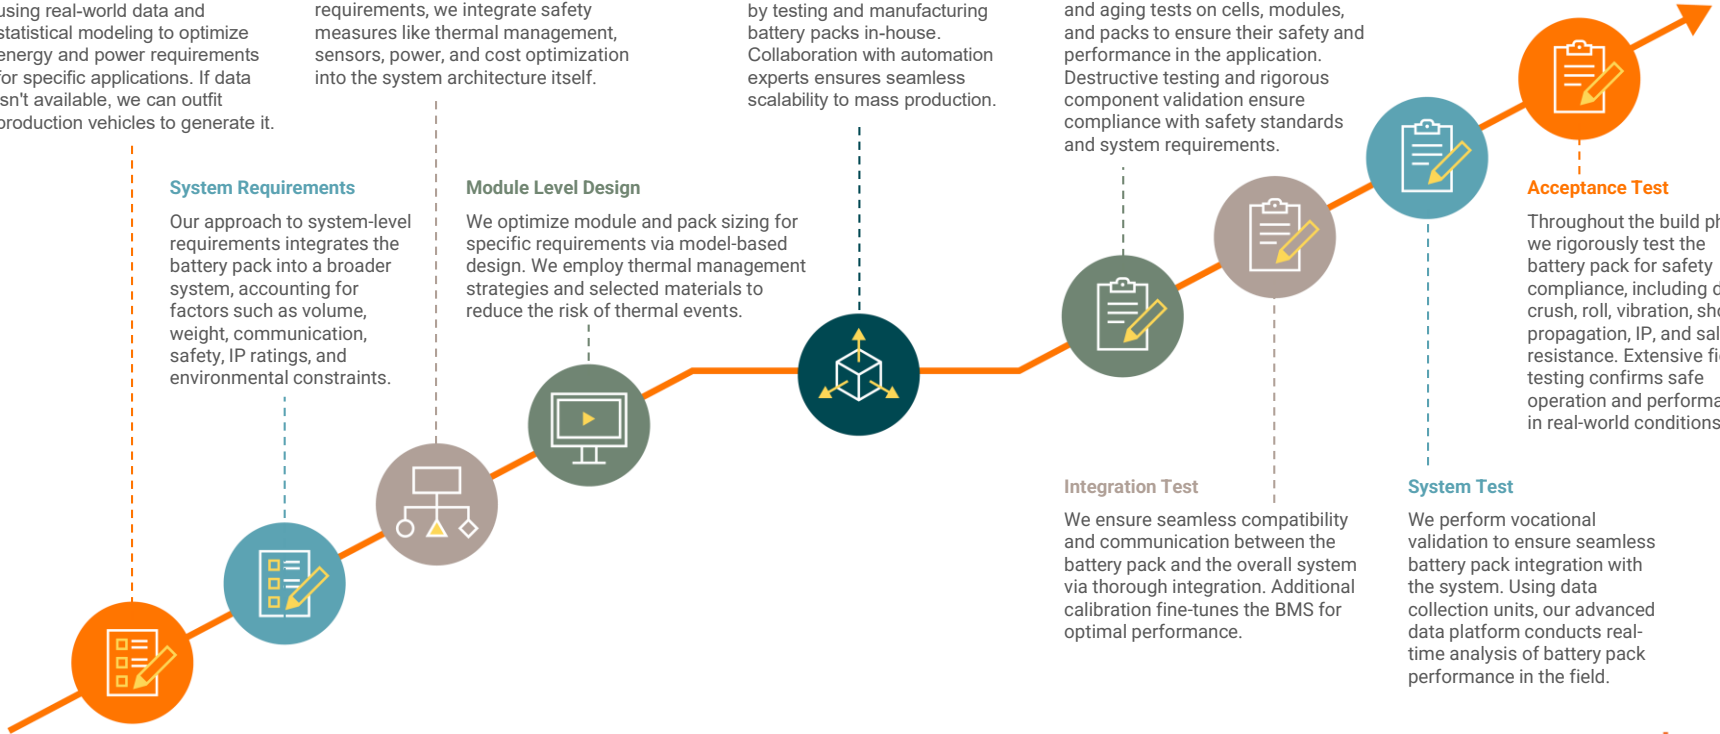 using real-world data and
statistical modeling to optimize
energy and power requirements
for specific applications. If data
isn't available, we can outfit
production vehicles to generate it.
requirements, we integrate safety
measures like thermal management,
sensors, power, and cost optimization
into the system architecture itself.
by testing and manufacturing
battery packs in-house.
Collaboration with automation
experts ensures seamless
scalability to mass production.
and aging tests on cells, modules,
and packs to ensure their safety and
performance in the application.
Destructive testing and rigorous
component validation ensure
compliance with safety standards
and system requirements.
System Requirements
Our approach to system-level
requirements integrates the
battery pack into a broader
system, accounting for
factors such as volume,
weight, communication,
safety, IP ratings, and
environmental constraints.
Module Level Design
We optimize module and pack sizing for
specific requirements via model-based
design. We employ thermal management
strategies and selected materials to
reduce the risk of thermal events.
Acceptance Test
Throughout the build
we rigorously test the
battery pack for safety
compliance, including
crush, roll, vibration,
propagation, IP, and
resistance. Extensive
testing confirms safe
operation and
in real-world conditions
Integration Test
We ensure seamless compatibility
and communication between the
battery pack and the overall system
via thorough integration. Additional
calibration fine-tunes the BMS for
optimal performance.
System Test
We perform vocational
validation to ensure seamless
battery pack integration with
the system. Using data
collection units, our advanced
data platform conducts real-
time analysis of battery pack
performance in the field.